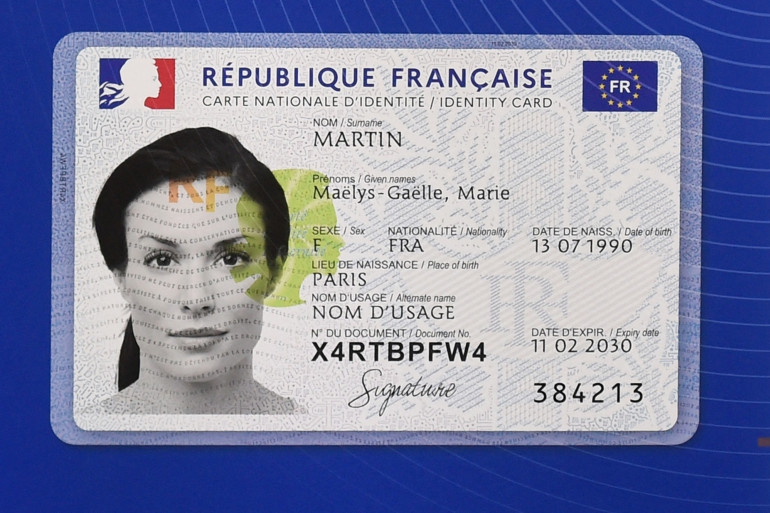 RÉPUBLIQUE FRANÇAISE
FR
CARTE NATIONALE D'IDENTITÉ / IDENTITY CARD
NOM / Surname
MARTIN
Prénoms / Given names
Maëlys-Gaëlle, Marie
RF
SEXE / Sex NATIONALITÉ / Nationality DATE DE NAISS. / Date of birth
F FRA 13 07 1990
LIEU DE NAISSANCE / Place of birth
PARIS
NOM D'USAGE / Alternate name
NOM D'USAGE
N° DU DOCUMENT / Document No. DATE D'EXPIR. / Expiry date
X4RTBPFW4 11 02 2030
Signature 384213